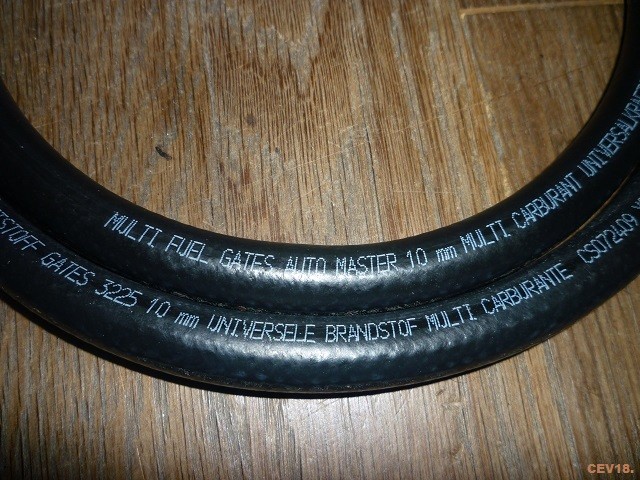 MULTI FUEL GATES AUTO MASTER 10 mm MULTI CARBURANT
GATES 3225 10 mm UNIVERSELE BRANDSTOF MULTI CARBURANTE CS072409
CEV18.